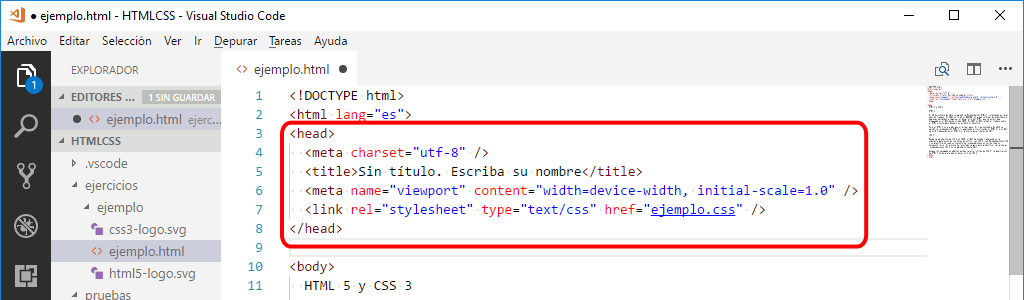 ● ejemplo.html - HTMLCSS - Visual Studio Code
Archivo Editar Selección Ver Ir Depurar Tareas Ayuda
EXPLORADOR
EDITORES ... 1 SIN GUARDAR
● <> ejemplo.html ejerc...
HTMLCSS
.vscode
ejercicios
ejemplo
css3-logo.svg
<> ejemplo.html
html5-logo.svg
pruebas
1
<> ejemplo.html ●
1 <!DOCTYPE html>
2 <html lang="es">
3 <head>
4 <meta charset="utf-8" />
5 <title>Sin título. Escriba su nombre</title>
6 <meta name="viewport" content="width=device-width, initial-scale=1.0" />
7 <link rel="stylesheet" type="text/css" href="ejemplo.css" />
8 </head>
9
10 <body>
11 HTML 5 y CSS 3